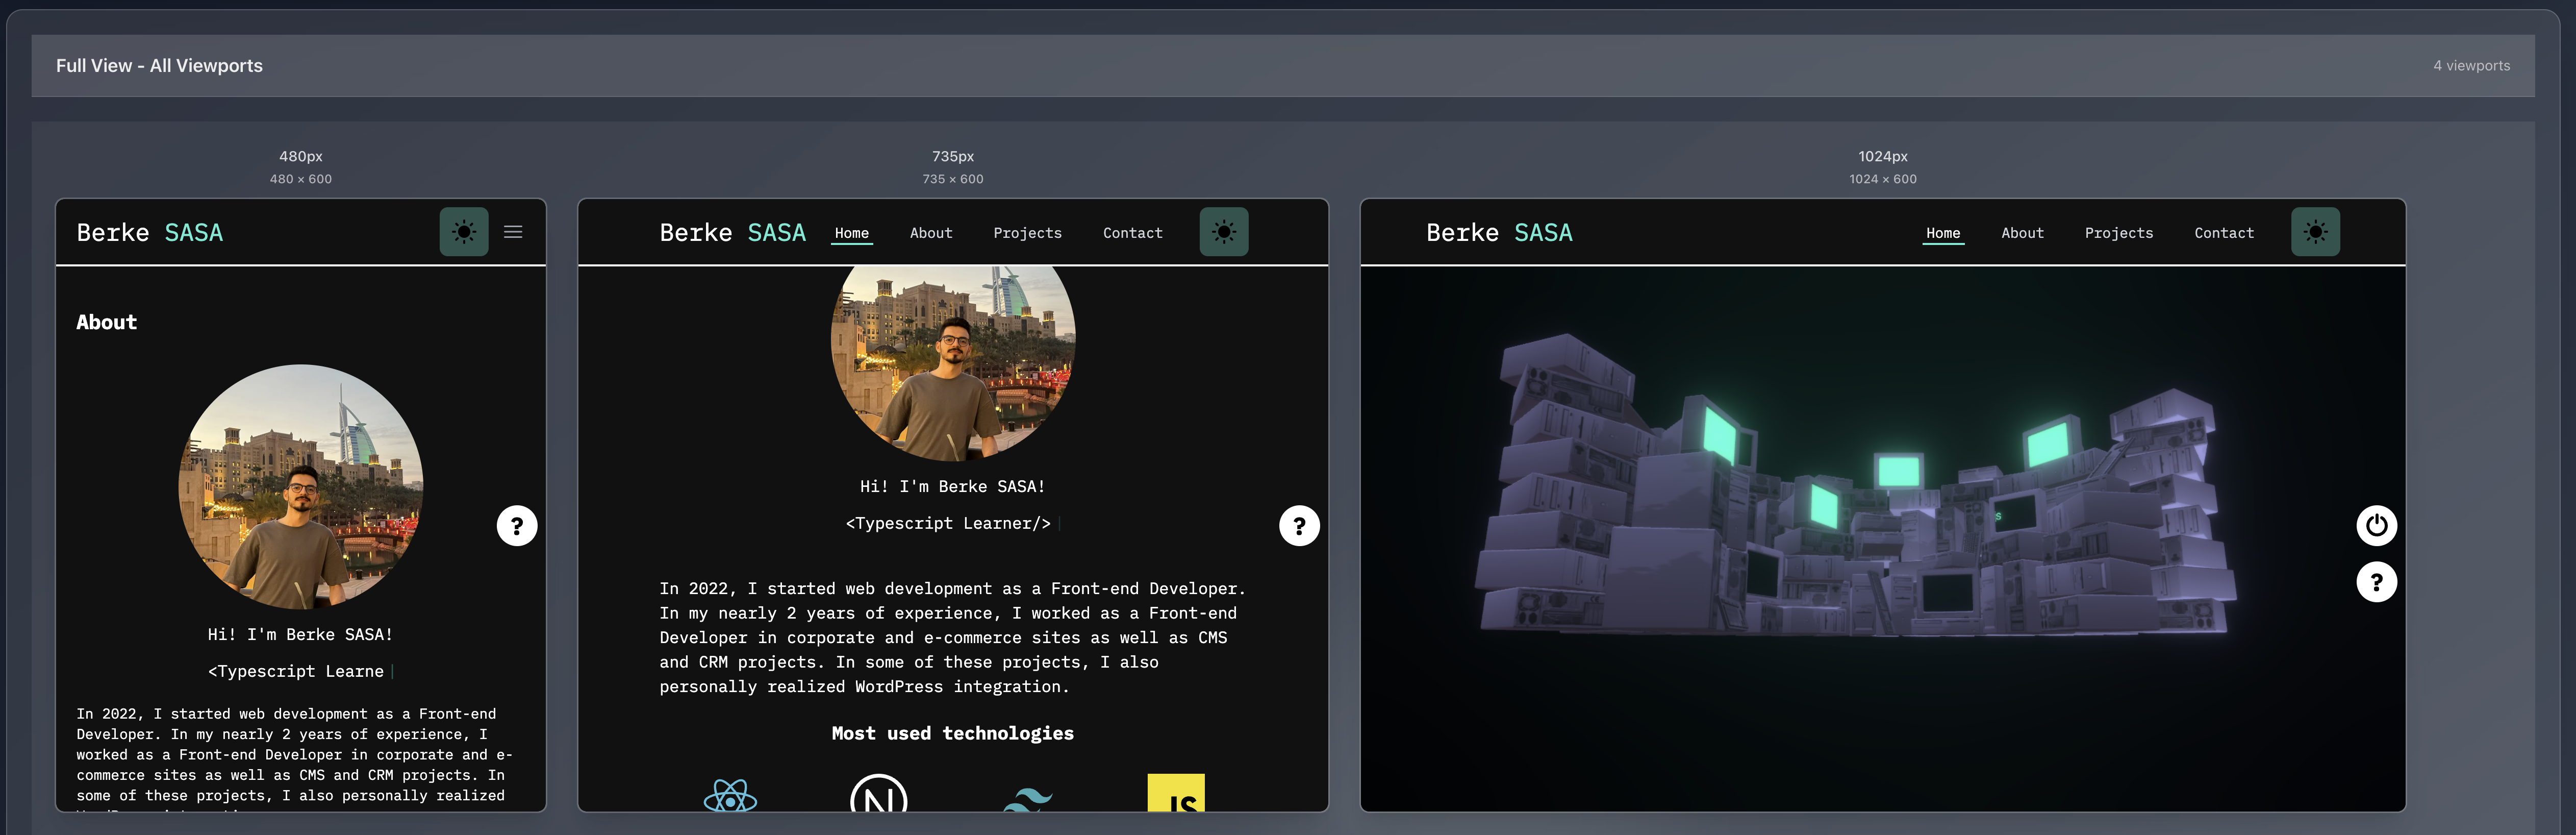 Full View - All Viewports
4 viewports
480px
480 × 600
Berke SASA
About
Hi! I'm Berke SASA!
<Typescript Learne
In 2022, I started web development as a Front-end
Developer. In my nearly 2 years of experience, I
worked as a Front-end Developer in corporate and e-
commerce sites as well as CMS and CRM projects. In
some of these projects, I also personally realized
?
735px
735 × 600
Berke SASA
Home
About
Projects
Contact
Hi! I'm Berke SASA!
<Typescript Learner/>
In 2022, I started web development as a Front-end Developer.
In my nearly 2 years of experience, I worked as a Front-end
Developer in corporate and e-commerce sites as well as CMS
and CRM projects. In some of these projects, I also
personally realized WordPress integration.
Most used technologies
N
JS
?
1024px
1024 × 600
Berke SASA
Home
About
Projects
Contact
s
?